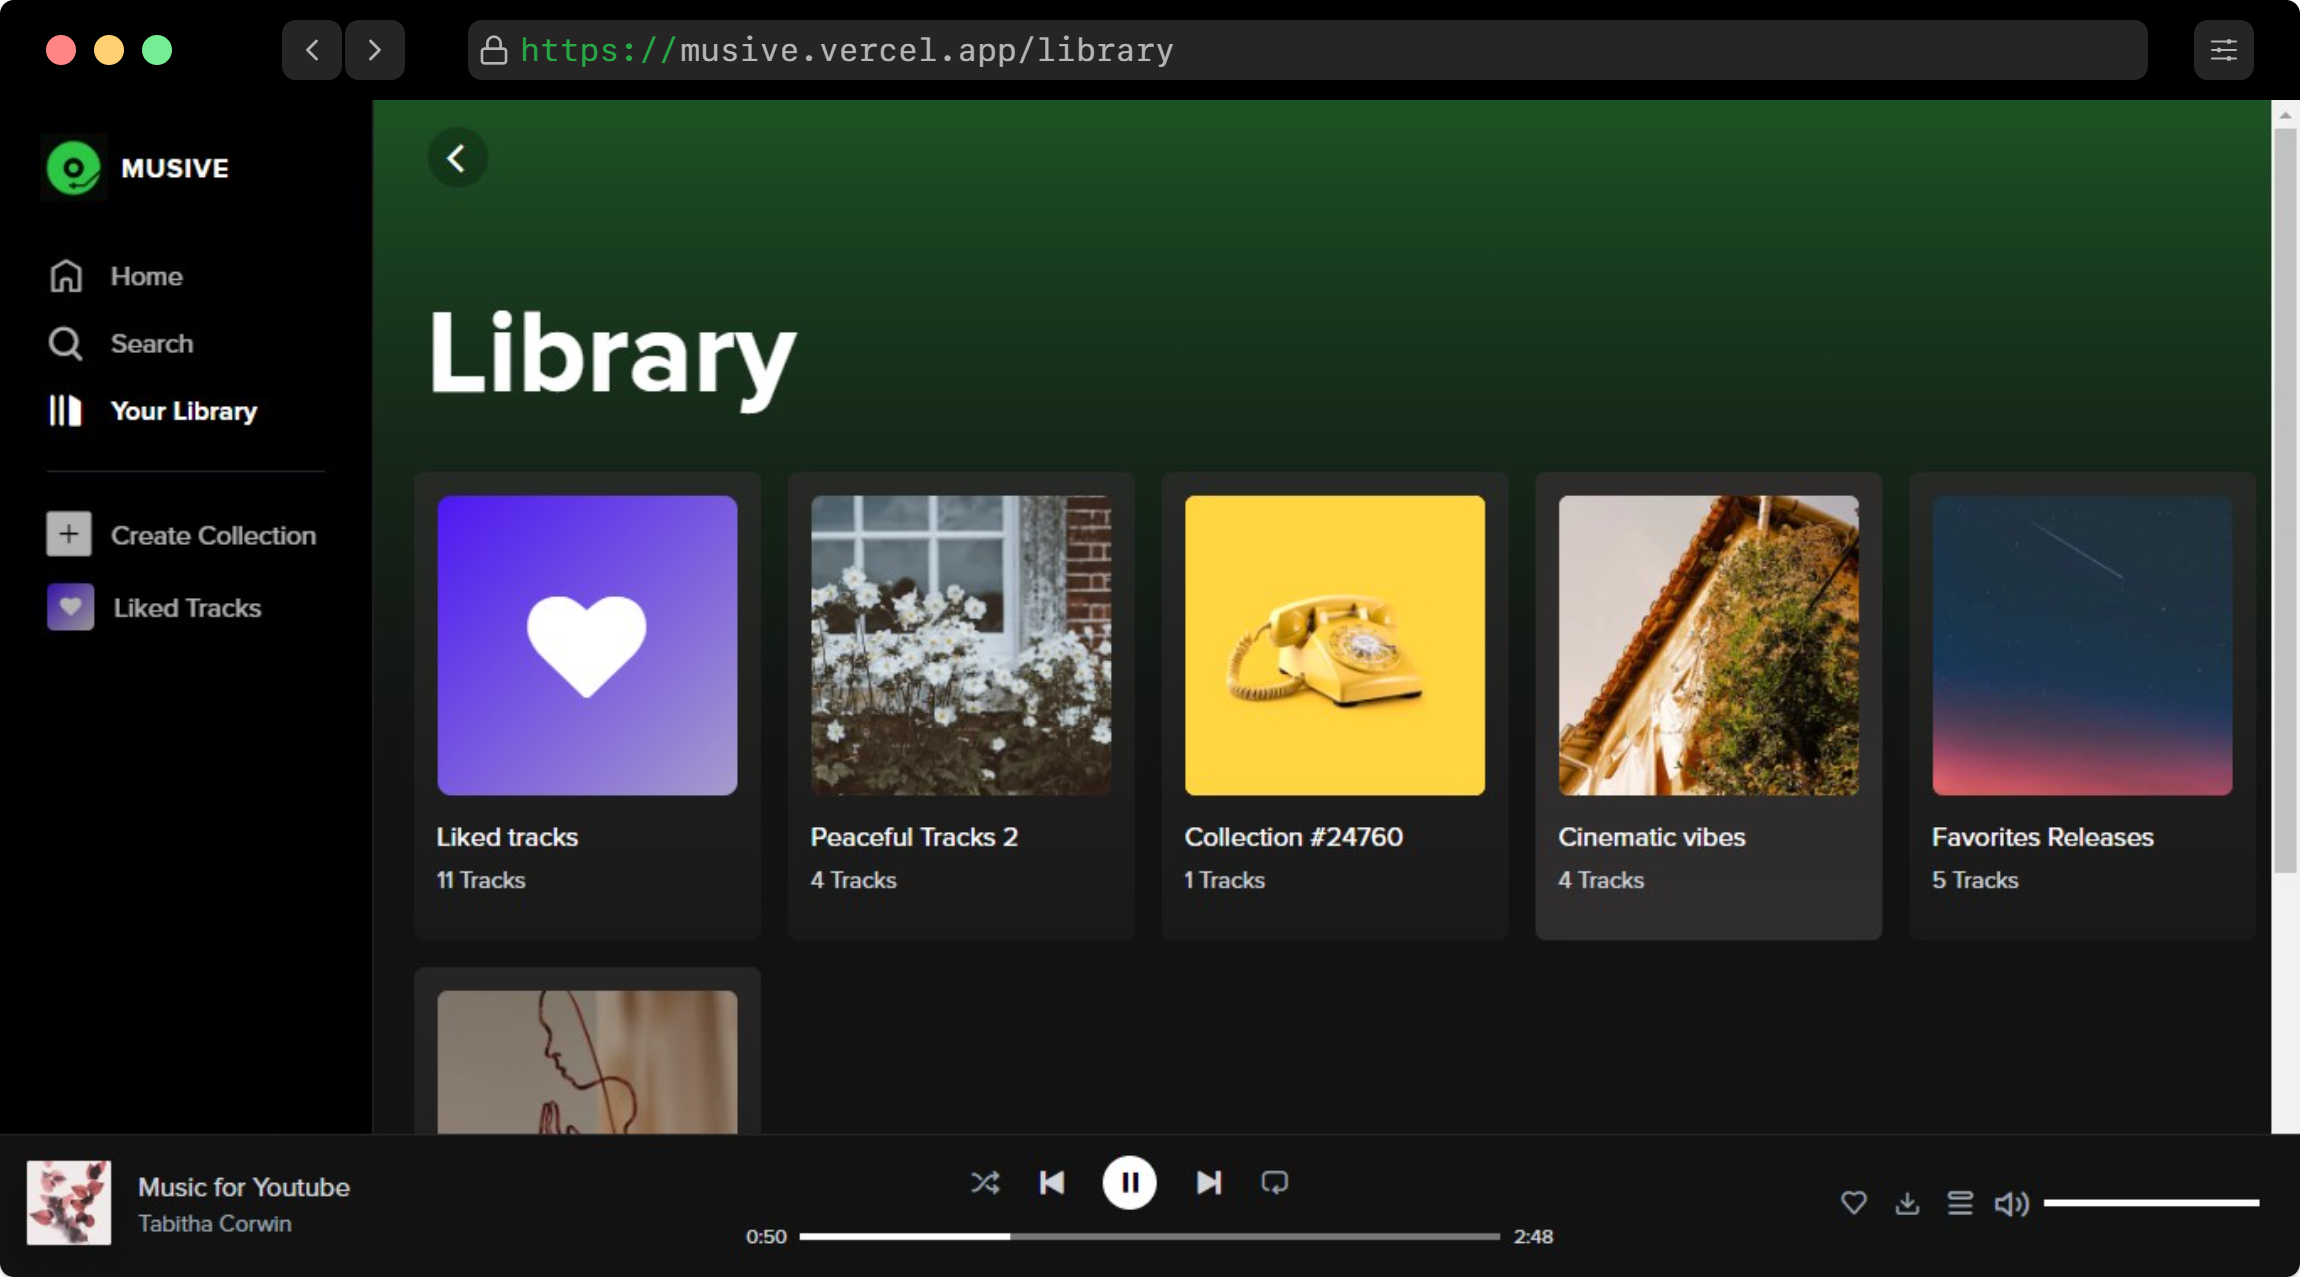 https://musive.vercel.app/library
MUSIVE
Home
Search
Your Library
Create Collection
Liked Tracks
Library
Liked tracks
11 Tracks
Peaceful Tracks 2
4 Tracks
Collection #24760
1 Tracks
Cinematic vibes
4 Tracks
Favorites Releases
5 Tracks
Music for Youtube
Tabitha Corwin
0:50
2:48